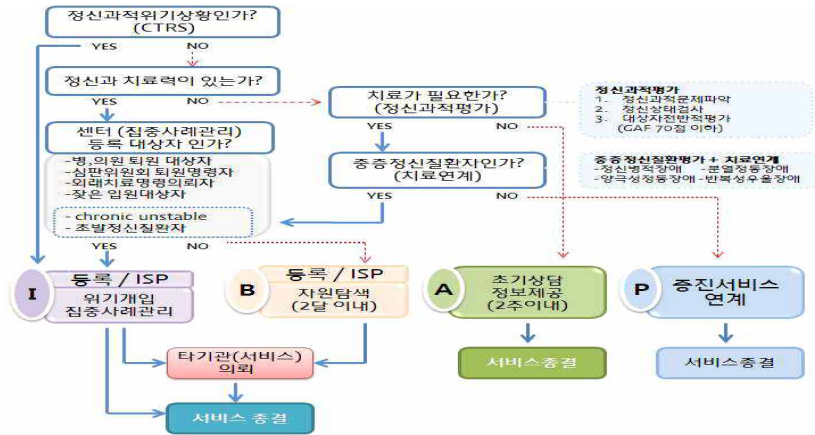 정신과적위기상황인가?
(CTRS)
YES NO
정신과 치료력이 있는가?
YES NO
치료가 필요한가?
(정신과적평가)
YES NO
정신과적평가
1. 정신과적문제파악
2. 정신상태검사
3. 대상자전반적평가
(GAF 70점 이하)
센터 (집중사례관리)
등록 대상자 인가?
-병,의원 퇴원 대상자
-심판위원회 퇴원명령자
-외래치료명령의뢰자
-잦은 입원대상자
- chronic unstable
- 초발정신질환자
YES NO
중증정신질환자인가?
(치료연계)
YES NO
중증정신질환평가 + 치료연계
-정신병적장애 -분열정동장애
-양극성정동장애 -반복성우울장애
I
등록 / ISP
위기개입
집중사례관리
B
등록 / ISP
자원탐색
(2달 이내)
A
초기상담
정보제공
(2주이내)
P
증진서비스
연계
타기관(서비스)
의뢰
서비스종결
서비스종결
서비스 종결